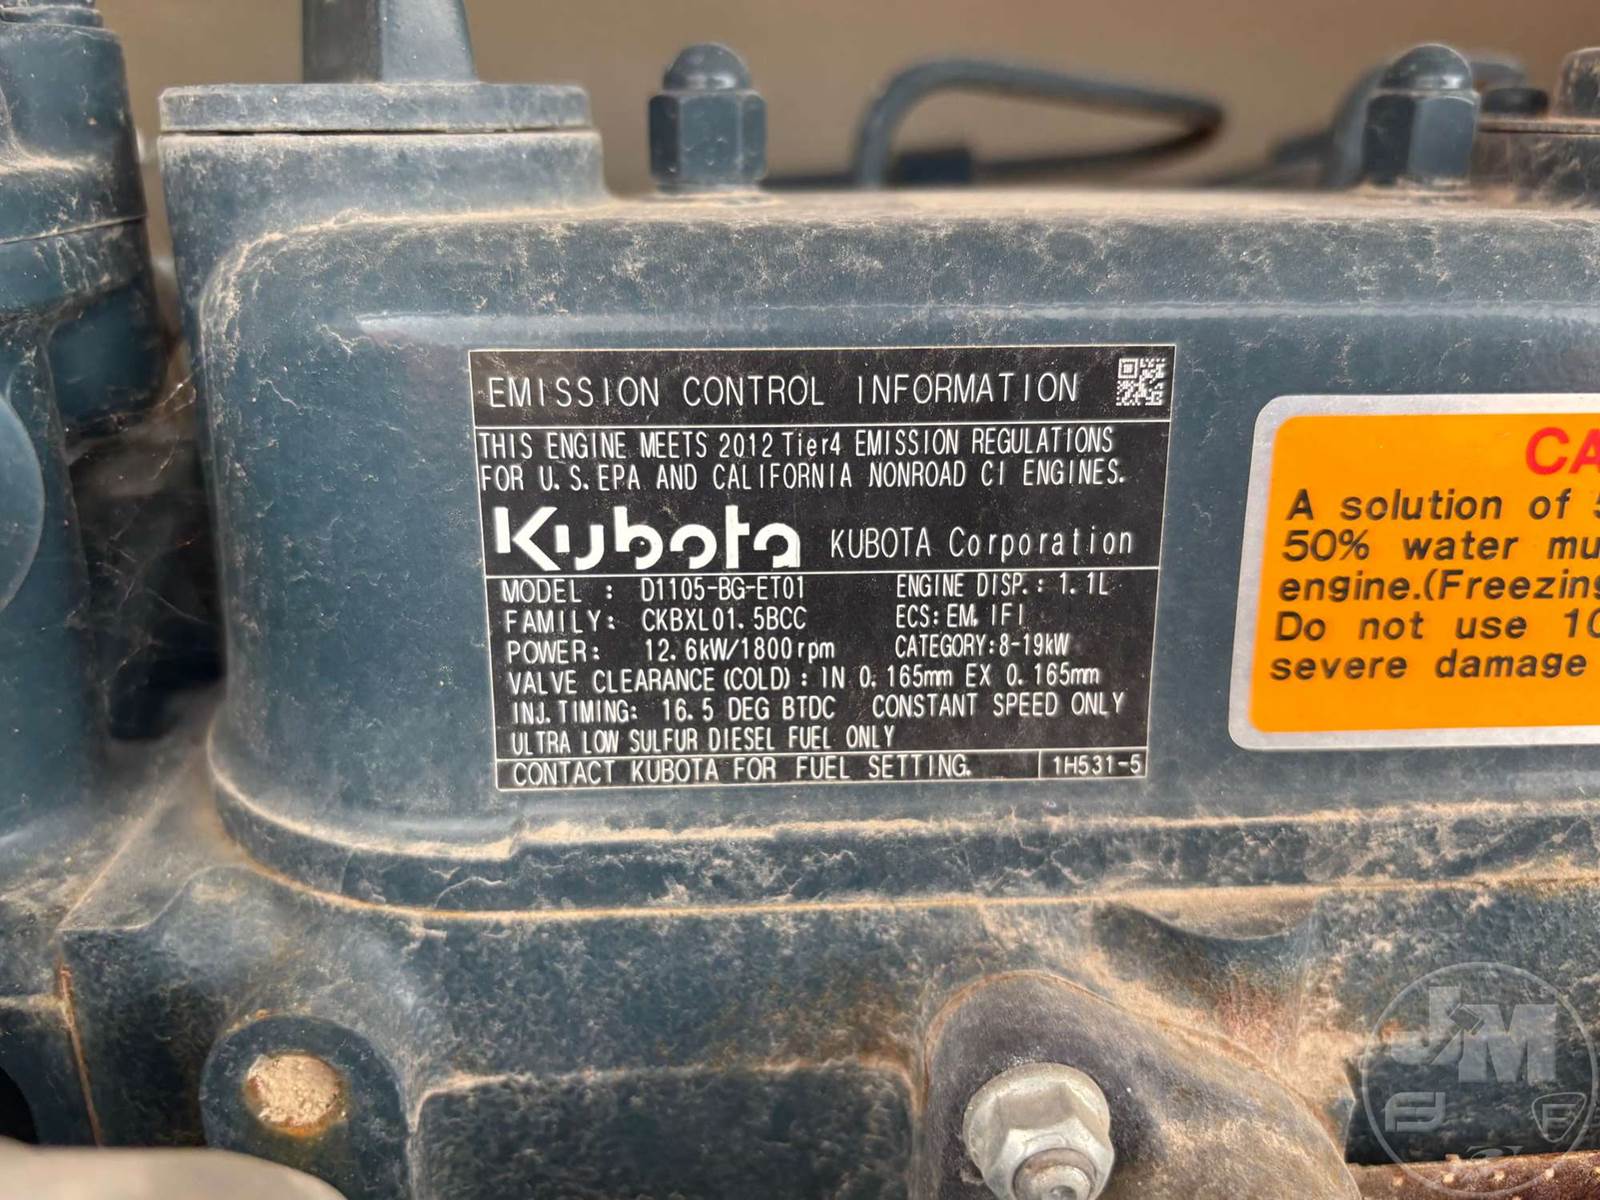 EMISSION CONTROL INFORMATION
THIS ENGINE MEETS 2012 Tier4 EMISSION REGULATIONS
FOR U.S.EPA AND CALIFORNIA NONROAD CI ENGINES.
Kubota KUBOTA Corporation
MODEL : D1105-BG-ET01 ENGINE DISP.: 1.1L
FAMILY: CKBXL01.5BCC ECS: EM, IFI
POWER: 12.6kW/1800rpm CATEGORY:8-19kW
VALVE CLEARANCE (COLD) : IN 0.165mm EX 0.165mm
INJ.TIMING: 16.5 DEG BTDC CONSTANT SPEED ONLY
ULTRA LOW SULFUR DIESEL FUEL ONLY
CONTACT KUBOTA FOR FUEL SETTING. 1H531-5
CA
A solution of 5
50% water mu
engine.(Freezing
Do not use 10
severe damage
JM